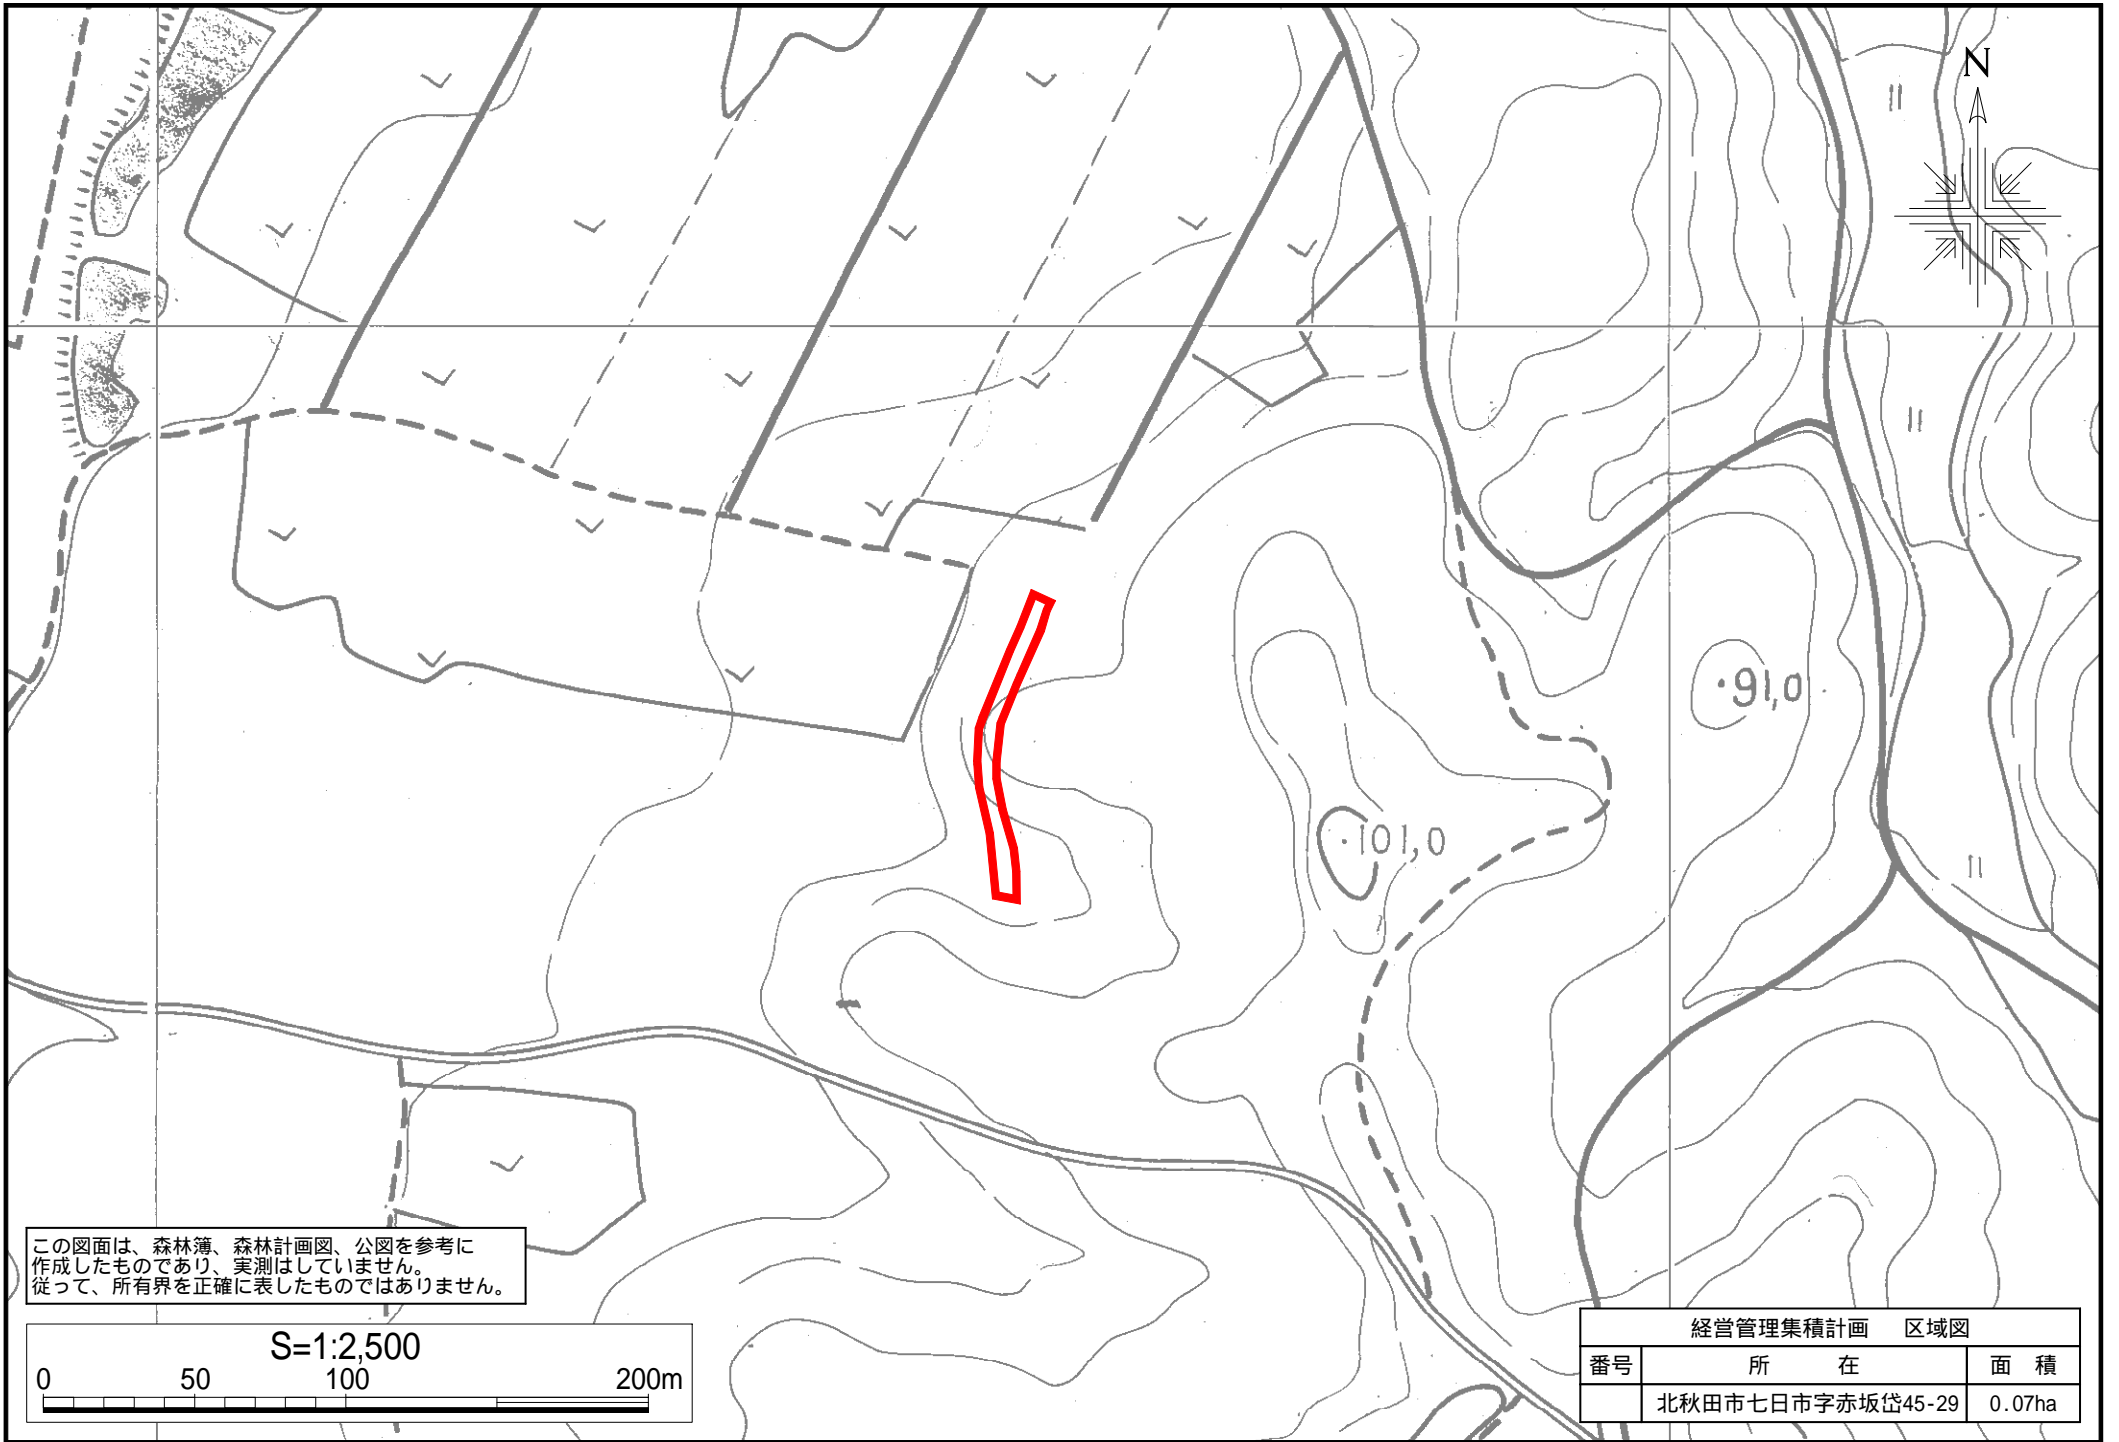 N
91,0
101,0
この図面は、森林簿、森林計画図、公図を参考に
作成したものであり、実測はしていません。
従って、所有界を正確に表したものではありません。
S=1:2,500
0 50 100 200m
経営管理集積計画 区域図
番号 所 在 面 積
北秋田市七日市字赤坂岱45-29 0.07ha